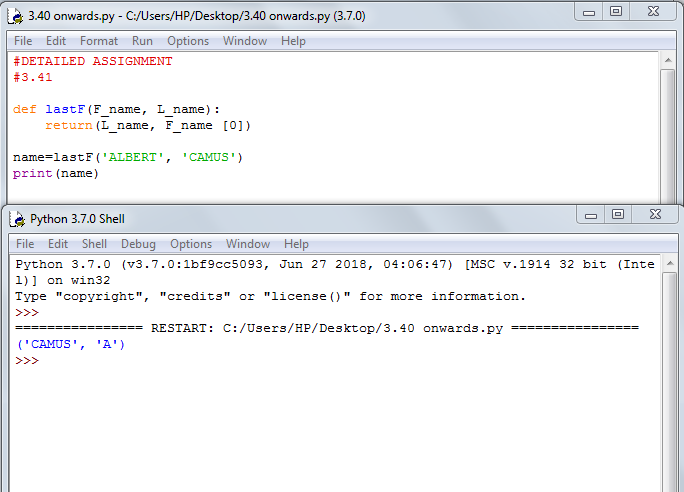 3.40 onwards.py - C:/Users/HP/Desktop/3.40 onwards.py (3.7.0)
File Edit Format Run Options Window Help
#DETAILED ASSIGNMENT
#3.41

def lastF(F_name, L_name):
    return(L_name, F_name [0])

name=lastF('ALBERT', 'CAMUS')
print(name)
Python 3.7.0 Shell
File Edit Shell Debug Options Window Help
Python 3.7.0 (v3.7.0:1bf9cc5093, Jun 27 2018, 04:06:47) [MSC v.1914 32 bit (Inte
l)] on win32
Type "copyright", "credits" or "license()" for more information.
>>>
================ RESTART: C:/Users/HP/Desktop/3.40 onwards.py ================
('CAMUS', 'A')
>>>